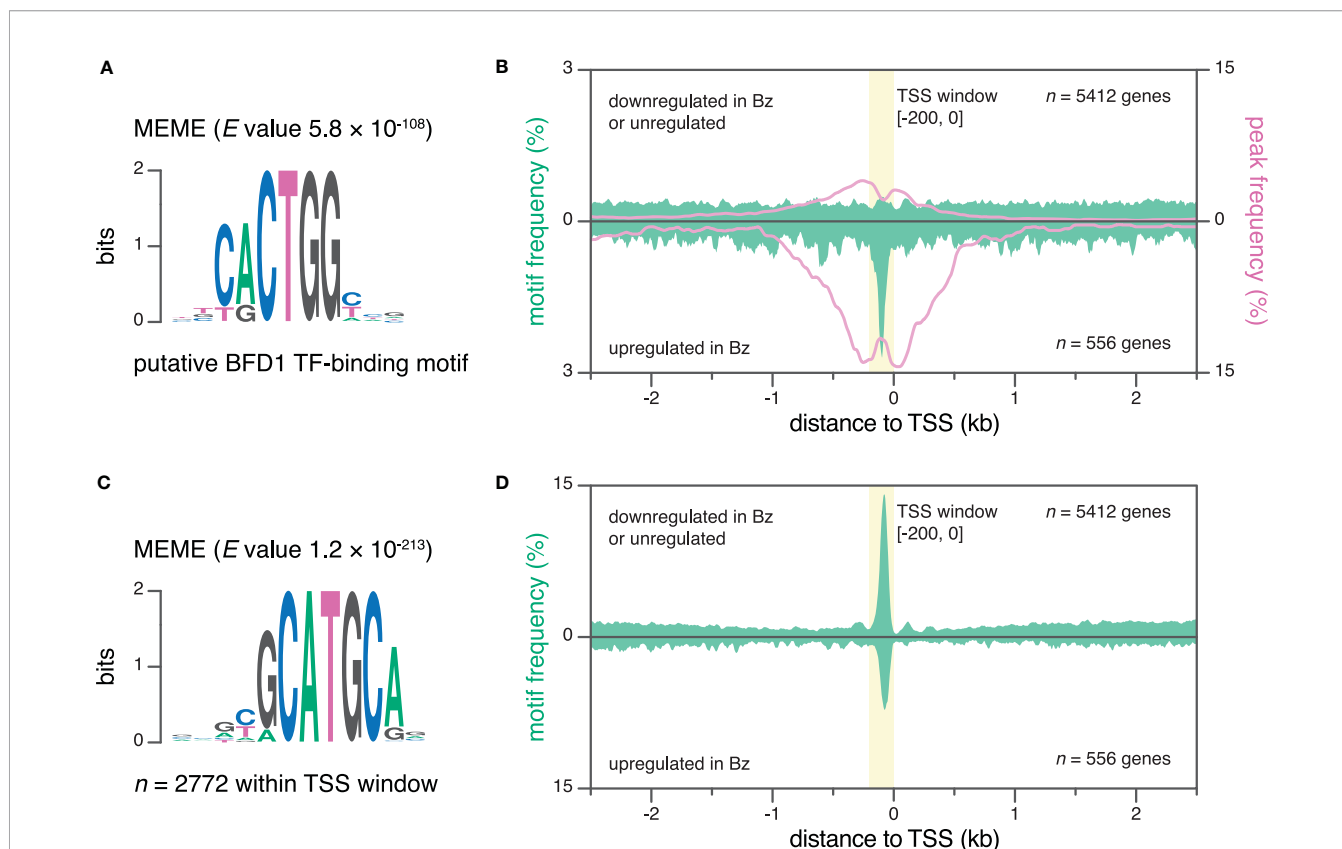 A
MEME (E value 5.8 × 10-108)
2
1
0
bits
CACTGG
TG
C
T
putative BFD1 TF-binding motif
B
3
0
3
motif frequency (%)
15
0
15
peak frequency (%)
downregulated in Bz
or unregulated
TSS window
[-200, 0]
n = 5412 genes
upregulated in Bz
n = 556 genes
-2 -1 0 1 2
distance to TSS (kb)
C
MEME (E value 1.2 × 10-213)
2
1
0
bits
GCATGCA
n = 2772 within TSS window
D
15
0
15
motif frequency (%)
downregulated in Bz
or unregulated
TSS window
[-200, 0]
n = 5412 genes
upregulated in Bz
n = 556 genes
-2 -1 0 1 2
distance to TSS (kb)